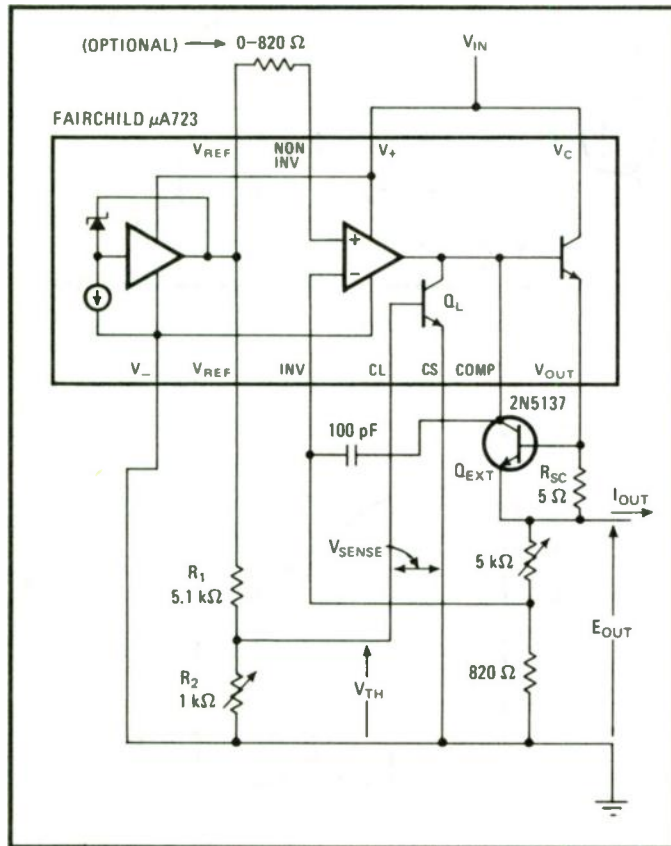 (OPTIONAL) → 0–820 Ω
V_IN
FAIRCHILD μA723
V_REF
NON
INV
V+
V_C
+
−
Q_L
V_
V_REF
INV
CL
CS
COMP
V_OUT
2N5137
100 pF
Q_EXT
R_SC
5 Ω
I_OUT
V_SENSE
5 kΩ
R_1
5.1 kΩ
E_OUT
R_2
1 kΩ
V_TH
820 Ω